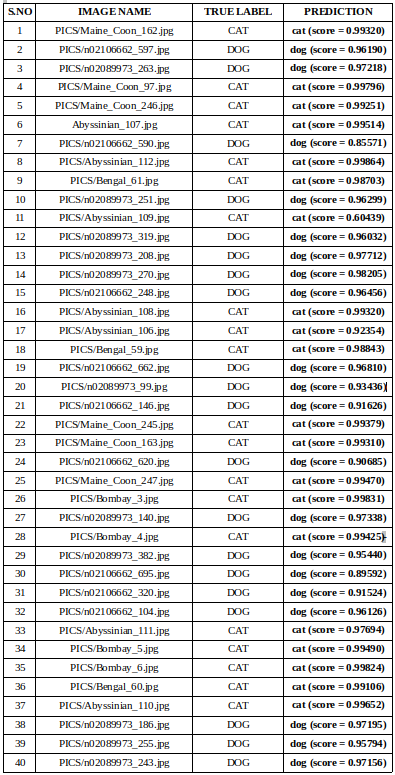 S.NO IMAGE NAME TRUE LABEL PREDICTION
1 PICS/Maine_Coon_162.jpg CAT cat (score = 0.99320)
2 PICS/n02106662_597.jpg DOG dog (score = 0.96190)
3 PICS/n02089973_263.jpg DOG dog (score = 0.97218)
4 PICS/Maine_Coon_97.jpg CAT cat (score = 0.99796)
5 PICS/Maine_Coon_246.jpg CAT cat (score = 0.99251)
6 Abyssinian_107.jpg CAT cat (score = 0.99514)
7 PICS/n02106662_590.jpg DOG dog (score = 0.85571)
8 PICS/Abyssinian_112.jpg CAT cat (score = 0.99864)
9 PICS/Bengal_61.jpg CAT cat (score = 0.98703)
10 PICS/n02089973_251.jpg DOG dog (score = 0.96299)
11 PICS/Abyssinian_109.jpg CAT cat (score = 0.60439)
12 PICS/n02089973_319.jpg DOG dog (score = 0.96032)
13 PICS/n02089973_208.jpg DOG dog (score = 0.97712)
14 PICS/n02089973_270.jpg DOG dog (score = 0.98205)
15 PICS/n02106662_248.jpg DOG dog (score = 0.96456)
16 PICS/Abyssinian_108.jpg CAT cat (score = 0.99320)
17 PICS/Abyssinian_106.jpg CAT cat (score = 0.92354)
18 PICS/Bengal_59.jpg CAT cat (score = 0.98843)
19 PICS/n02106662_662.jpg DOG dog (score = 0.96810)
20 PICS/n02089973_99.jpg DOG dog (score = 0.93436)
21 PICS/n02106662_146.jpg DOG dog (score = 0.91626)
22 PICS/Maine_Coon_245.jpg CAT cat (score = 0.99379)
23 PICS/Maine_Coon_163.jpg CAT cat (score = 0.99310)
24 PICS/n02106662_620.jpg DOG dog (score = 0.90685)
25 PICS/Maine_Coon_247.jpg CAT cat (score = 0.99470)
26 PICS/Bombay_3.jpg CAT cat (score = 0.99831)
27 PICS/n02089973_140.jpg DOG dog (score = 0.97338)
28 PICS/Bombay_4.jpg CAT cat (score = 0.99425)
29 PICS/n02089973_382.jpg DOG dog (score = 0.95440)
30 PICS/n02106662_695.jpg DOG dog (score = 0.89592)
31 PICS/n02106662_320.jpg DOG dog (score = 0.91524)
32 PICS/n02106662_104.jpg DOG dog (score = 0.96126)
33 PICS/Abyssinian_111.jpg CAT cat (score = 0.97694)
34 PICS/Bombay_5.jpg CAT cat (score = 0.99490)
35 PICS/Bombay_6.jpg CAT cat (score = 0.99824)
36 PICS/Bengal_60.jpg CAT cat (score = 0.99106)
37 PICS/Abyssinian_110.jpg CAT cat (score = 0.99652)
38 PICS/n02089973_186.jpg DOG dog (score = 0.97195)
39 PICS/n02089973_255.jpg DOG dog (score = 0.95794)
40 PICS/n02089973_243.jpg DOG dog (score = 0.97156)